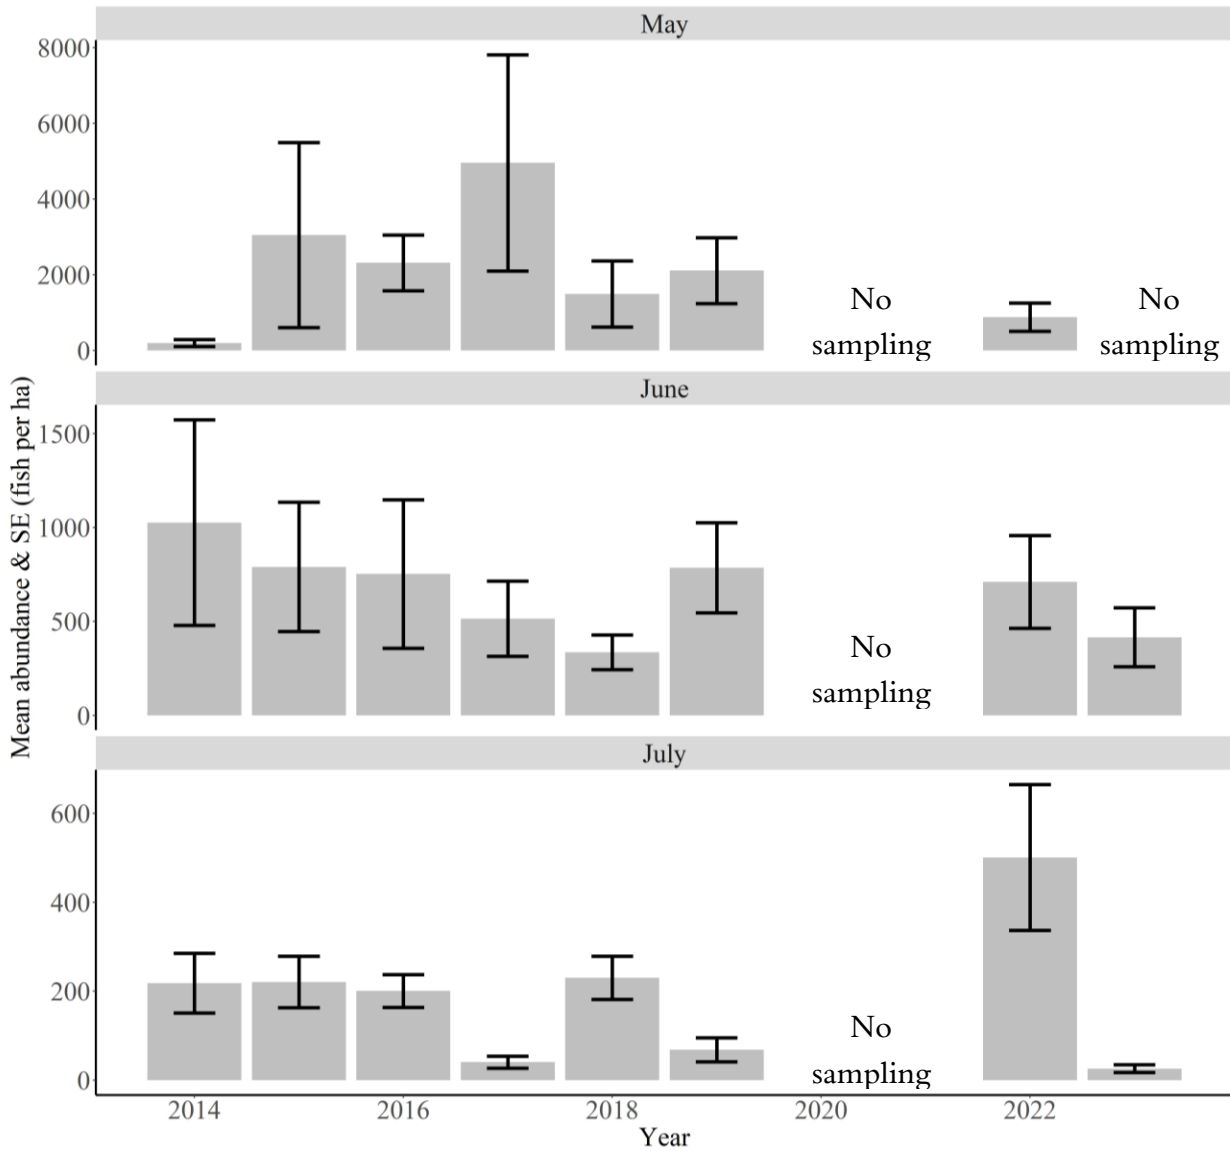 May
8000
6000
4000
2000
0
No
sampling
No
sampling
June
1500
1000
500
0
No
sampling
July
600
400
200
0
No
sampling
2014
2016
2018
2020
2022
Year
Mean abundance & SE (fish per ha)